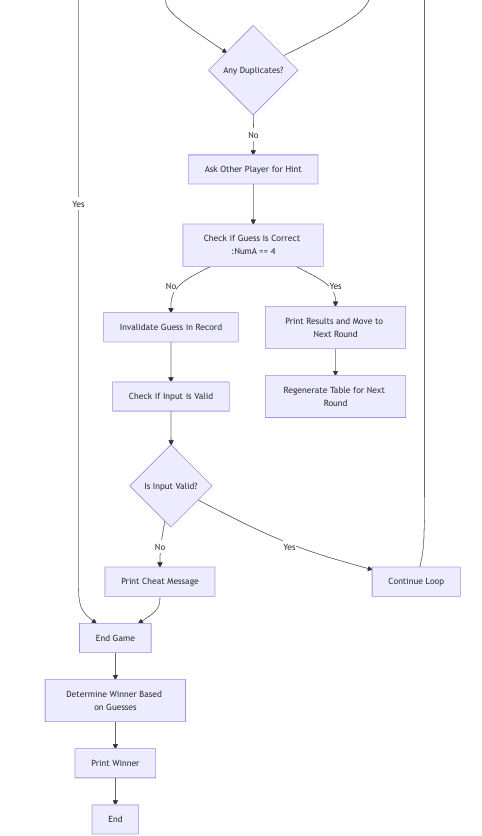 Any Duplicates?
No
Ask Other Player for Hint
Yes
Check if Guess is Correct
:NumA == 4
No
Yes
Invalidate Guess in Record
Print Results and Move to
Next Round
Check if Input is Valid
Regenerate Table for Next
Round
Is Input Valid?
No
Yes
Print Cheat Message
Continue Loop
End Game
Determine Winner Based
on Guesses
Print Winner
End